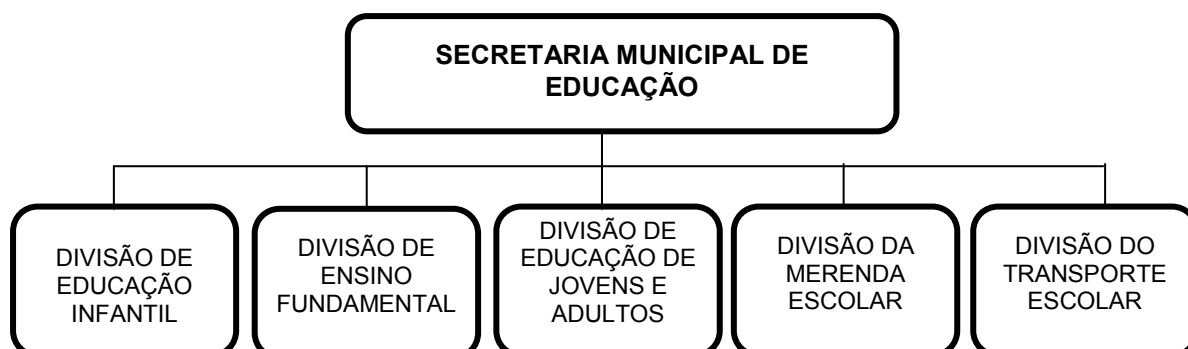 SECRETARIA MUNICIPAL DE
EDUCAÇÃO
DIVISÃO DE
EDUCAÇÃO
INFANTIL
DIVISÃO DE
ENSINO
FUNDAMENTAL
DIVISÃO DE
EDUCAÇÃO DE
JOVENS E
ADULTOS
DIVISÃO DA
MERENDA
ESCOLAR
DIVISÃO DO
TRANSPORTE
ESCOLAR